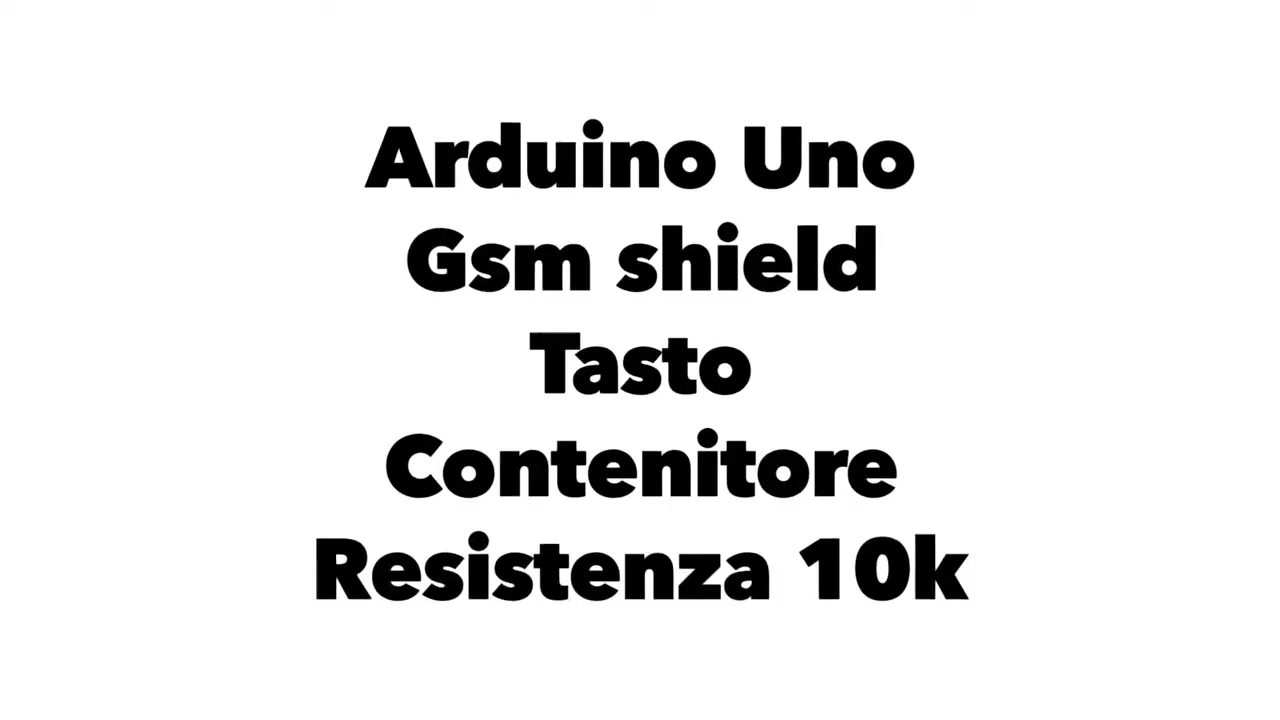 Arduino Uno
Gsm shield
Tasto
Contenitore
Resistenza 10k